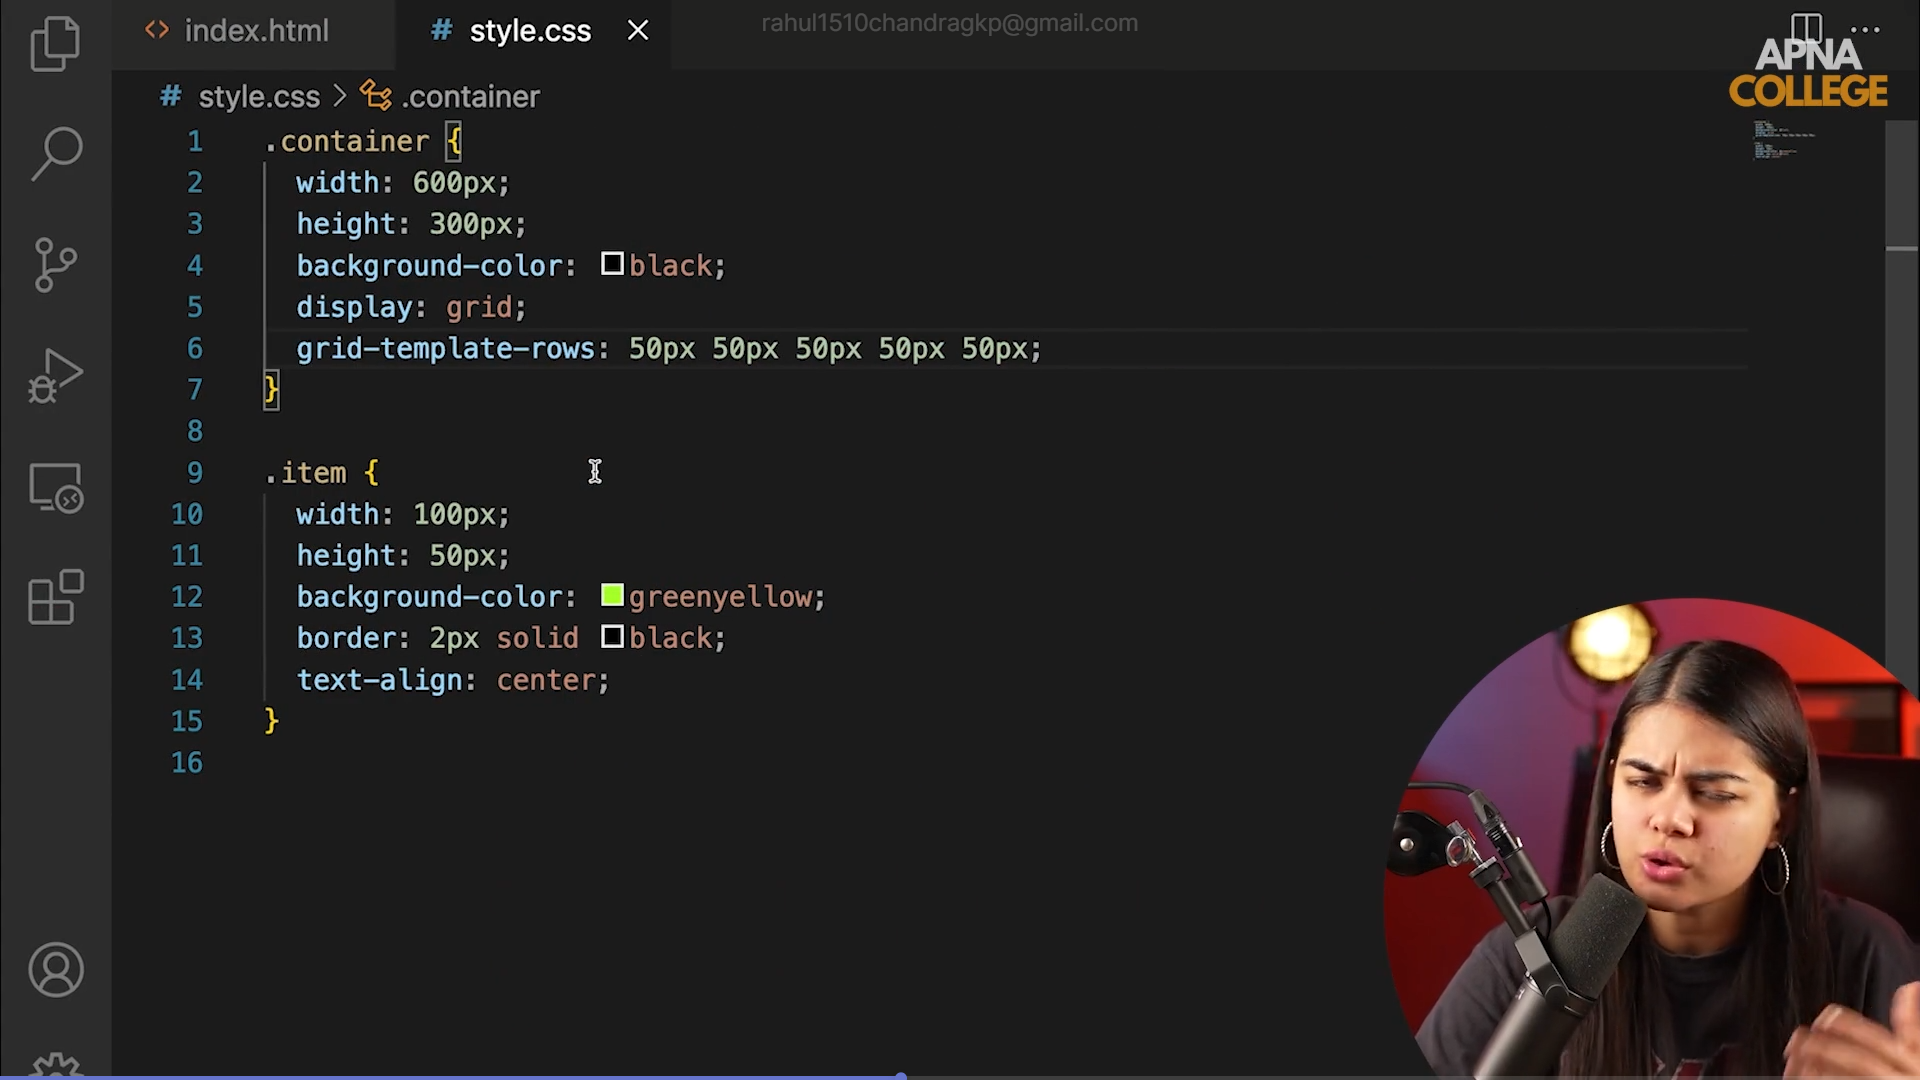 index.html
# style.css
rahul1510chandragkp@gmail.com
APNA
COLLEGE
# style.css > .container
1 .container {
2 width: 600px;
3 height: 300px;
4 background-color: black;
5 display: grid;
6 grid-template-rows: 50px 50px 50px 50px 50px;
7 }
8
9 .item {
10 width: 100px;
11 height: 50px;
12 background-color: greenyellow;
13 border: 2px solid black;
14 text-align: center;
15 }
16